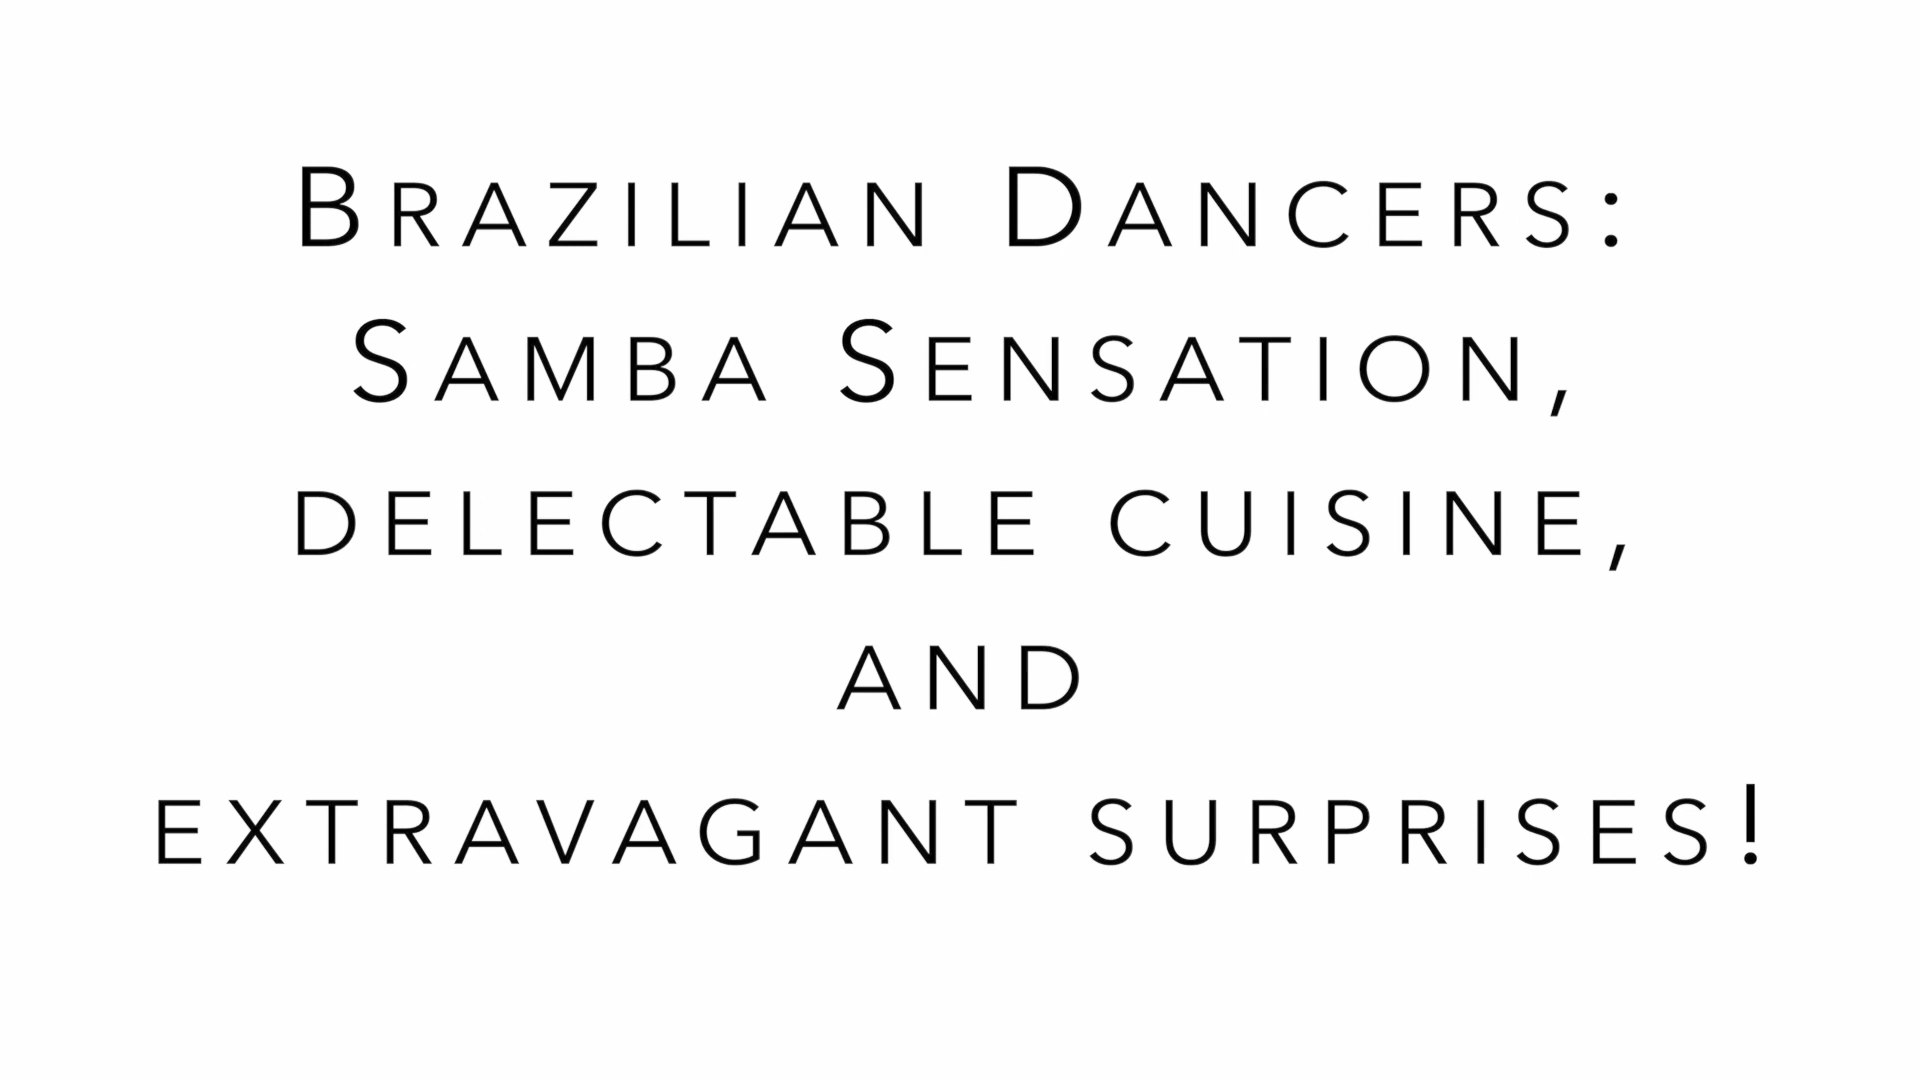 Brazilian Dancers:
Samba Sensation,
delectable cuisine,
and
extravagant surprises!